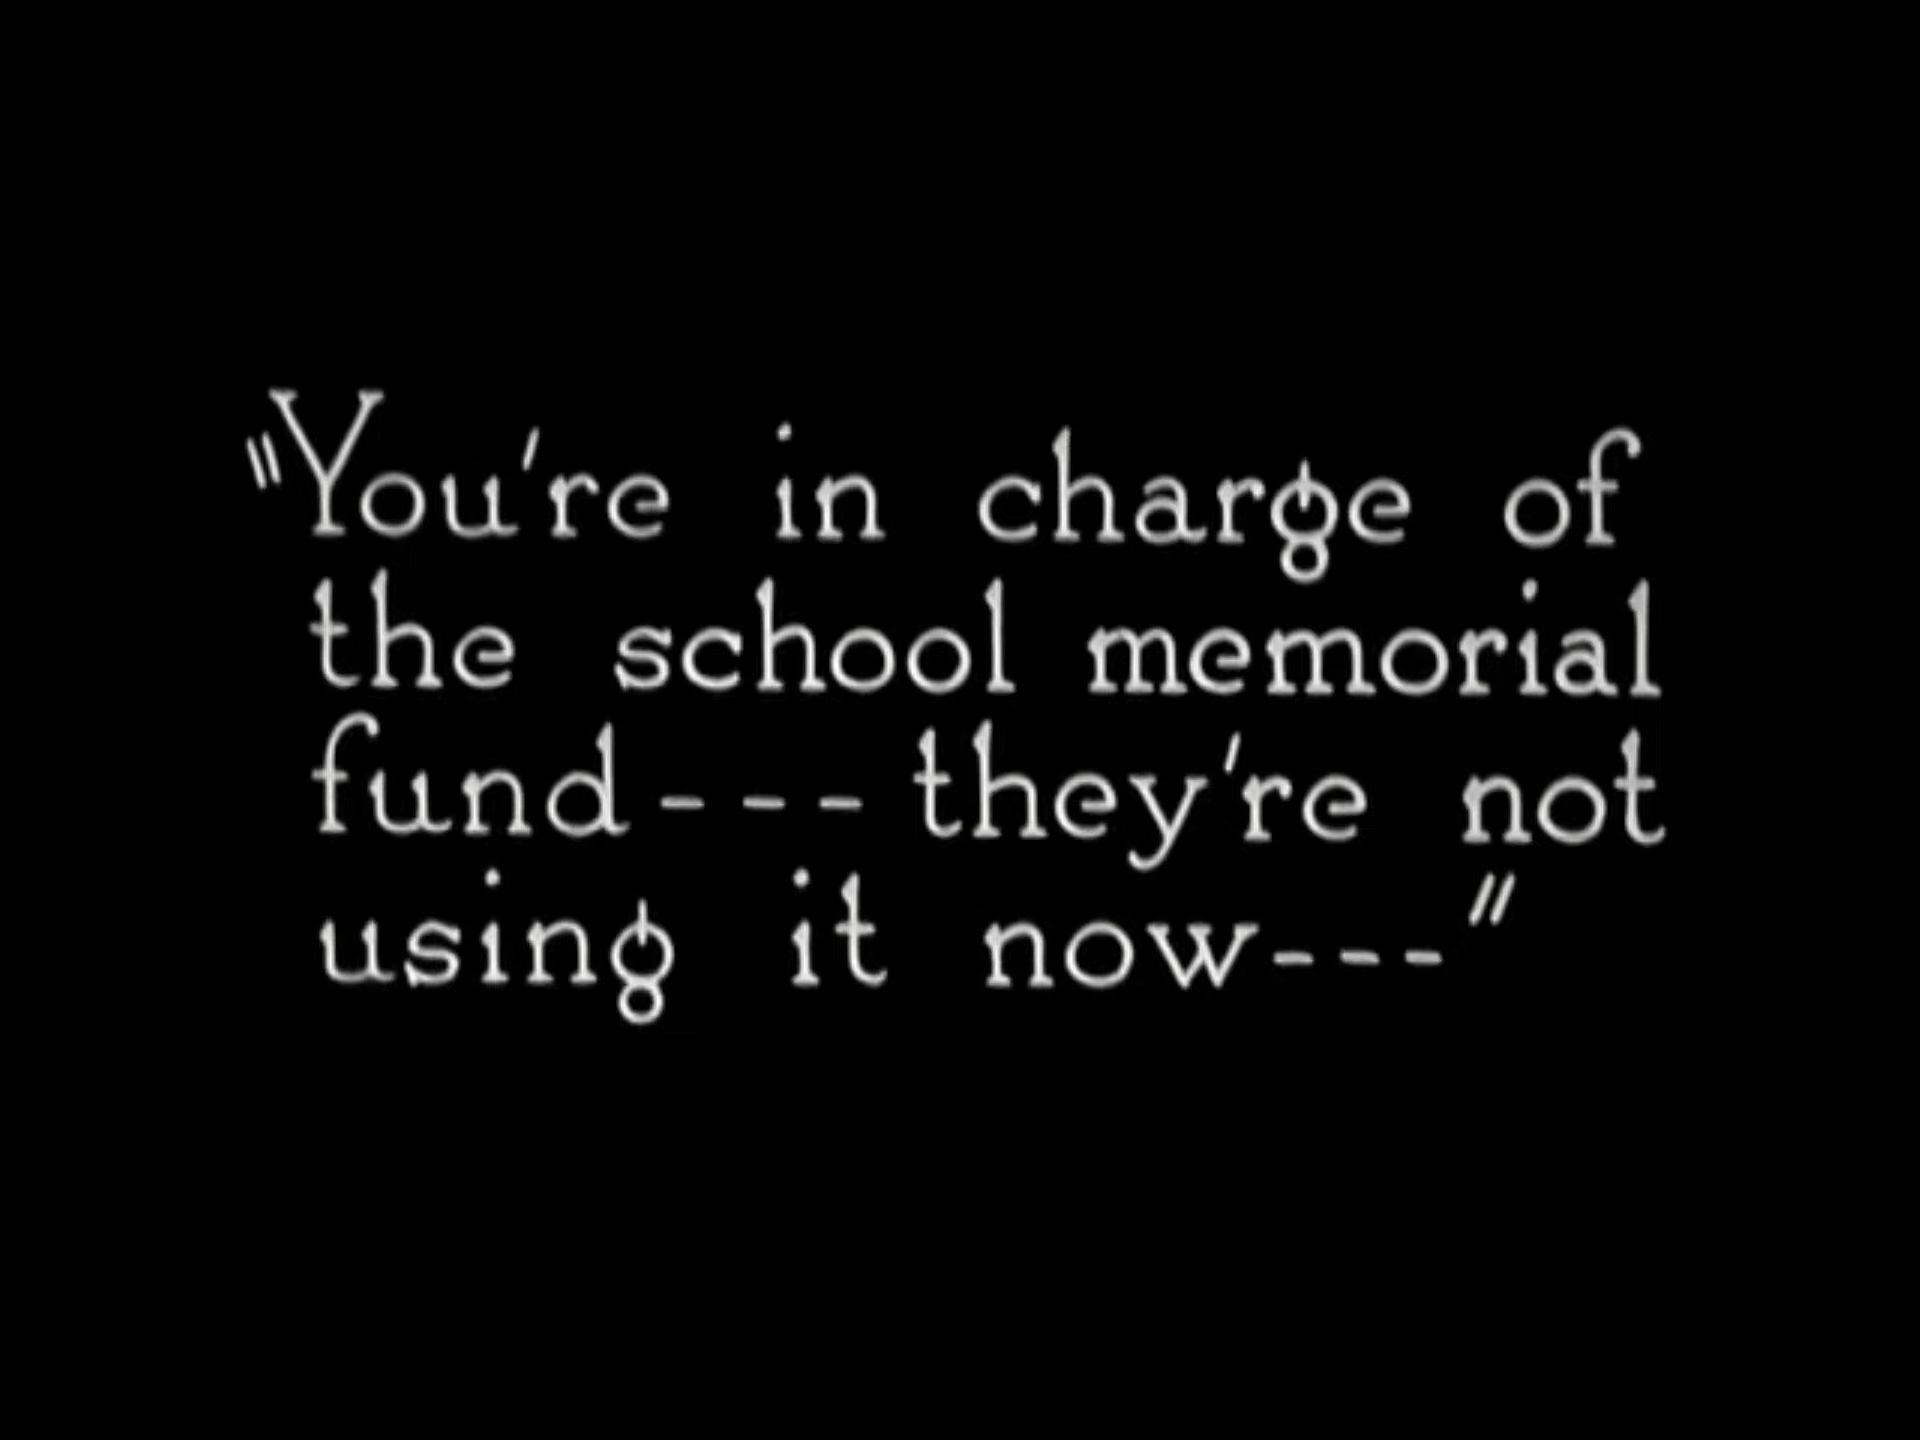 "You're in charge of
the school memorial
fund--- they're not
using it now---"